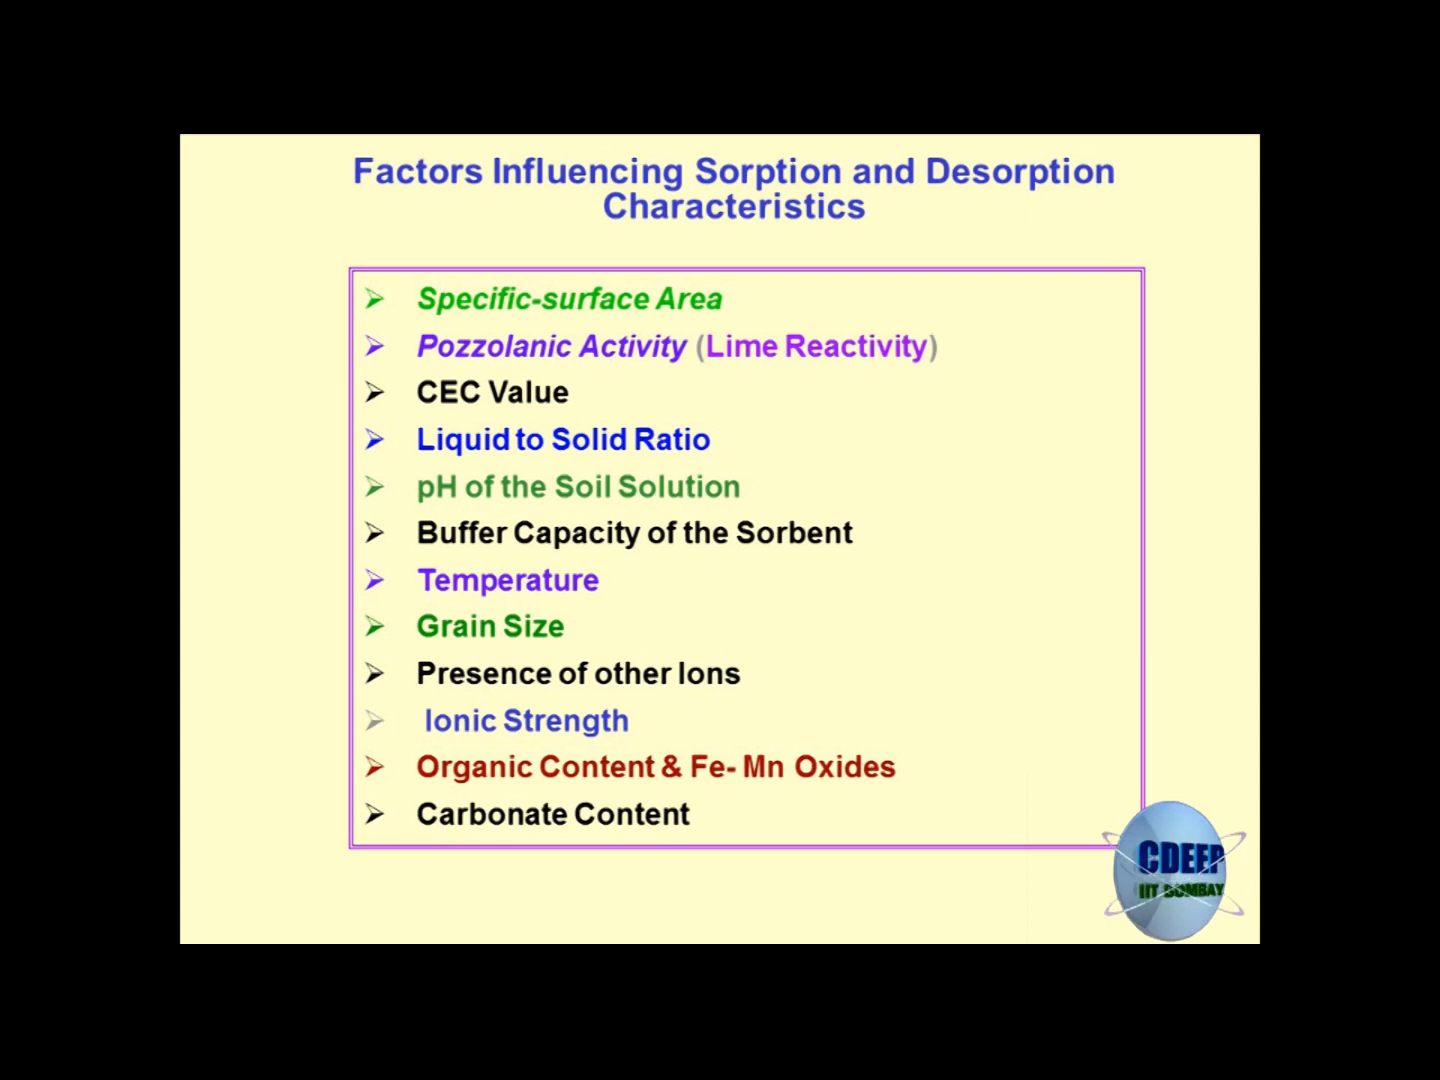 Factors Influencing Sorption and Desorption
Characteristics
Specific-surface Area
Pozzolanic Activity (Lime Reactivity)
CEC Value
Liquid to Solid Ratio
pH of the Soil Solution
Buffer Capacity of the Sorbent
Temperature
Grain Size
Presence of other Ions
Ionic Strength
Organic Content & Fe- Mn Oxides
Carbonate Content
CDEEP
IIT BOMBAY